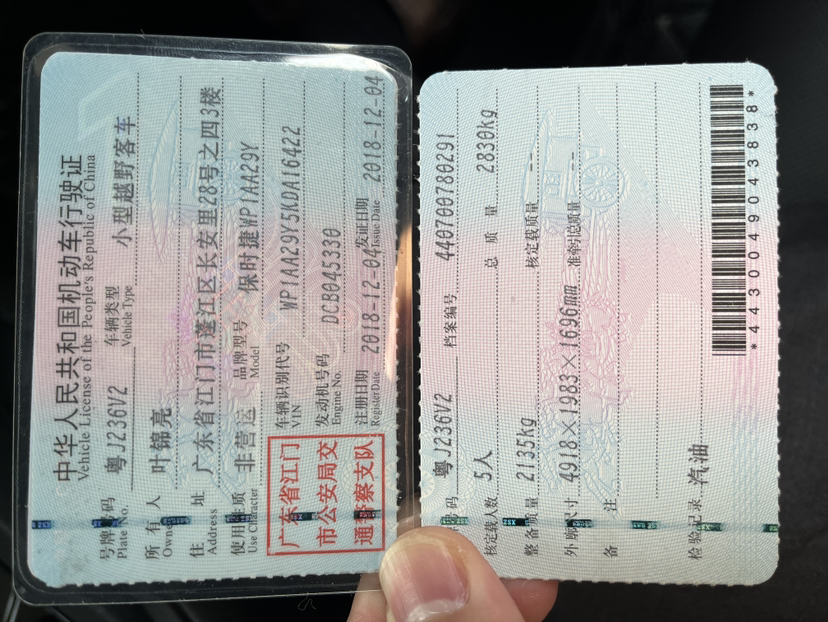 中华人民共和国机动车行驶证
Vehicle License of the People's Republic of China
号牌号码 粤J236V2 车辆类型 小型越野客车
Plate No. Vehicle Type
所有人 叶锦亮
Owner
住址 广东省江门市蓬江区长安里28号之四3楼
Address
使用性质 非营运 品牌型号 保时捷WP1AA29Y
Use Character Model
广东省江门
市公安局交
通警察支队
车辆识别代号 WP1AA29Y5KDA16422
VIN
发动机号码 DCB045330
Engine No.
注册日期 2018-12-04 发证日期 2018-12-04
Register Date Issue Date
号牌号码 粤J236V2 档案编号 440700780291
核定载人数 5人 总质量 2830kg
整备质量 2135kg 核定载质量 --
外廓尺寸 4918×1983×1696mm 准牵引总质量 --
备注
检验记录 汽油
*4430049043838*